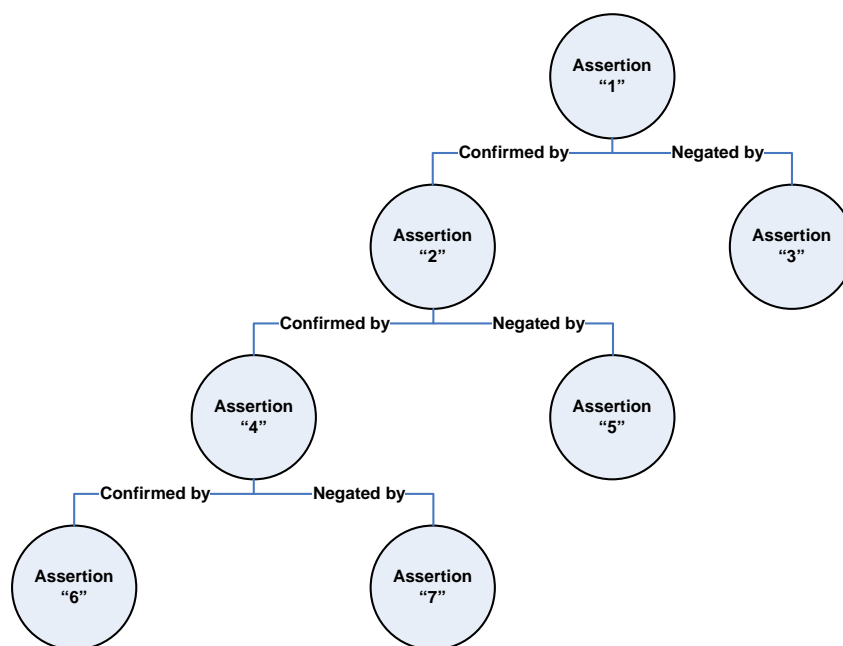 Assertion
“1”
Confirmed by
Negated by
Assertion
“2”
Assertion
“3”
Confirmed by
Negated by
Assertion
“4”
Assertion
“5”
Confirmed by
Negated by
Assertion
“6”
Assertion
“7”